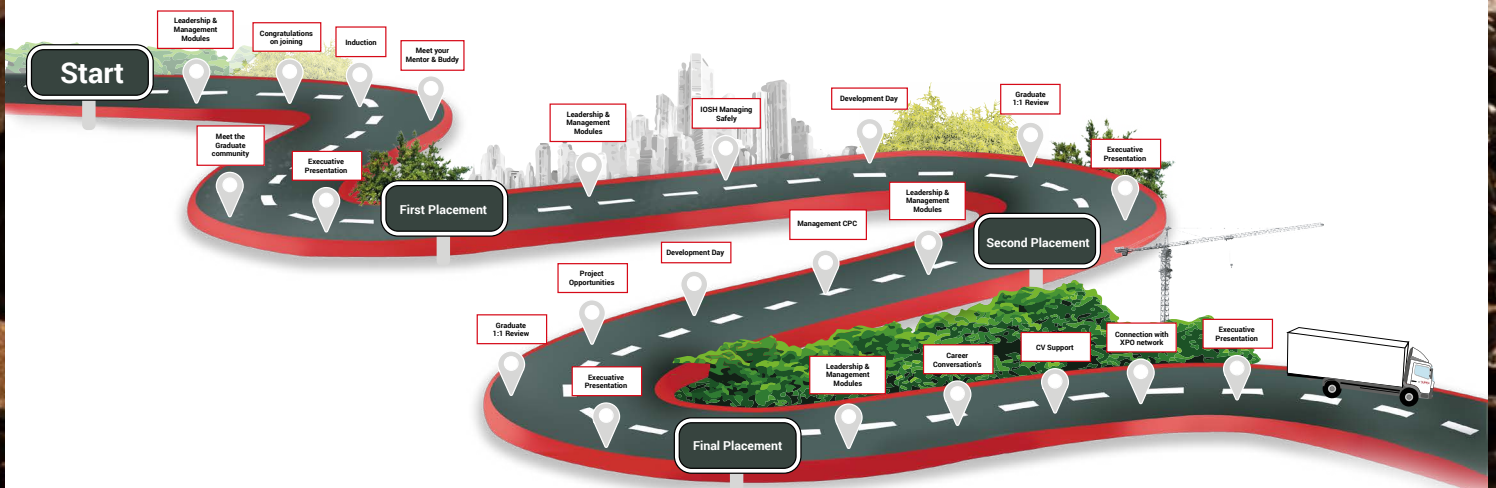 Start
Leadership &
Management
Modules
Congratulations
on joining
Induction
Meet your
Mentor & Buddy
Meet the
Graduate
community
Executive
Presentation
First Placement
Leadership &
Management
Modules
IOSH Managing
Safely
Development Day
Graduate
1:1 Review
Executive
Presentation
Second Placement
Leadership &
Management
Modules
Management CPC
Development Day
Project
Opportunities
Graduate
1:1 Review
Executive
Presentation
Final Placement
Leadership &
Management
Modules
Career
Conversation's
CV Support
Connection with
XPO network
Executive
Presentation